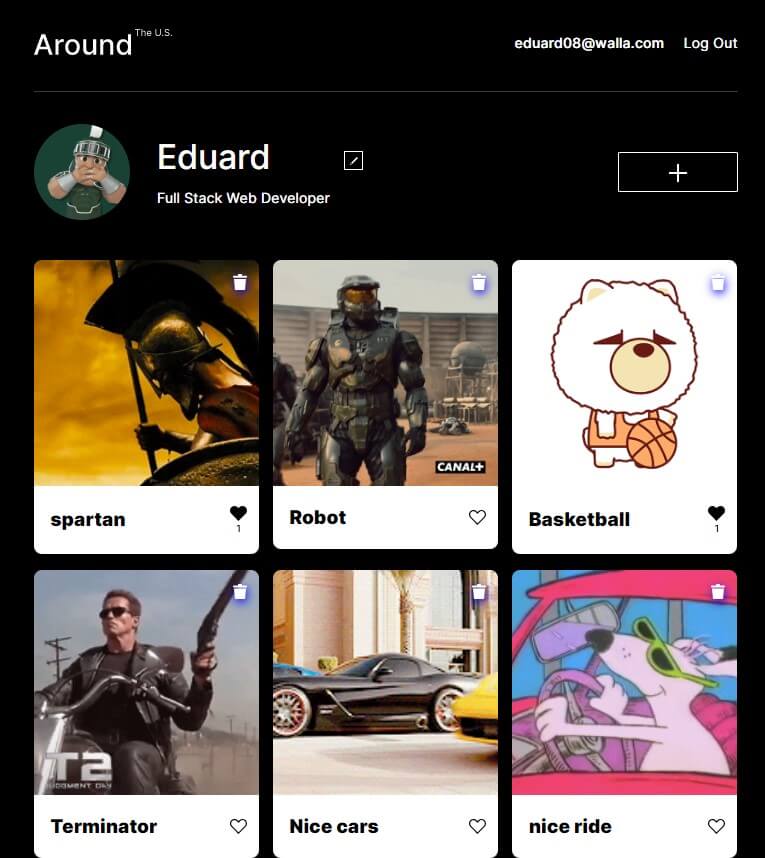 Around The U.S.
eduard08@walla.com Log Out
Eduard
Full Stack Web Developer
CANAL+
spartan 1
Robot
Basketball 1
T2
JUDGMENT DAY
Terminator
Nice cars
nice ride